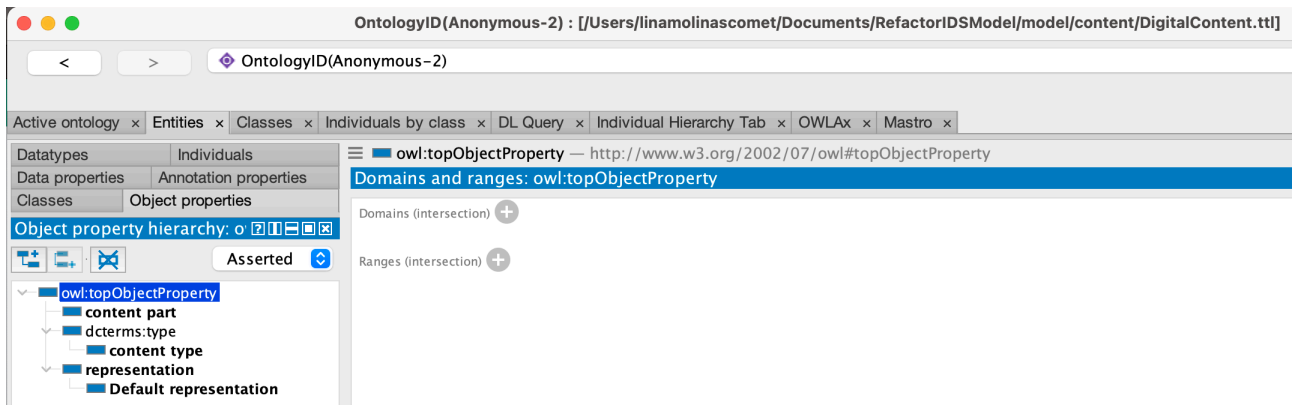 OntologyID(Anonymous-2) : [/Users/linamolinascomet/Documents/RefactorIDSModel/model/content/DigitalContent.ttl]
< > OntologyID(Anonymous-2)
Active ontology × Entities × Classes × Individuals by class × DL Query × Individual Hierarchy Tab × OWLAx × Mastro ×
Datatypes Individuals
Data properties Annotation properties
Classes Object properties
Object property hierarchy: o
Asserted
owl:topObjectProperty
content part
dcterms:type
content type
representation
Default representation
owl:topObjectProperty — http://www.w3.org/2002/07/owl#topObjectProperty
Domains and ranges: owl:topObjectProperty
Domains (intersection)
Ranges (intersection)